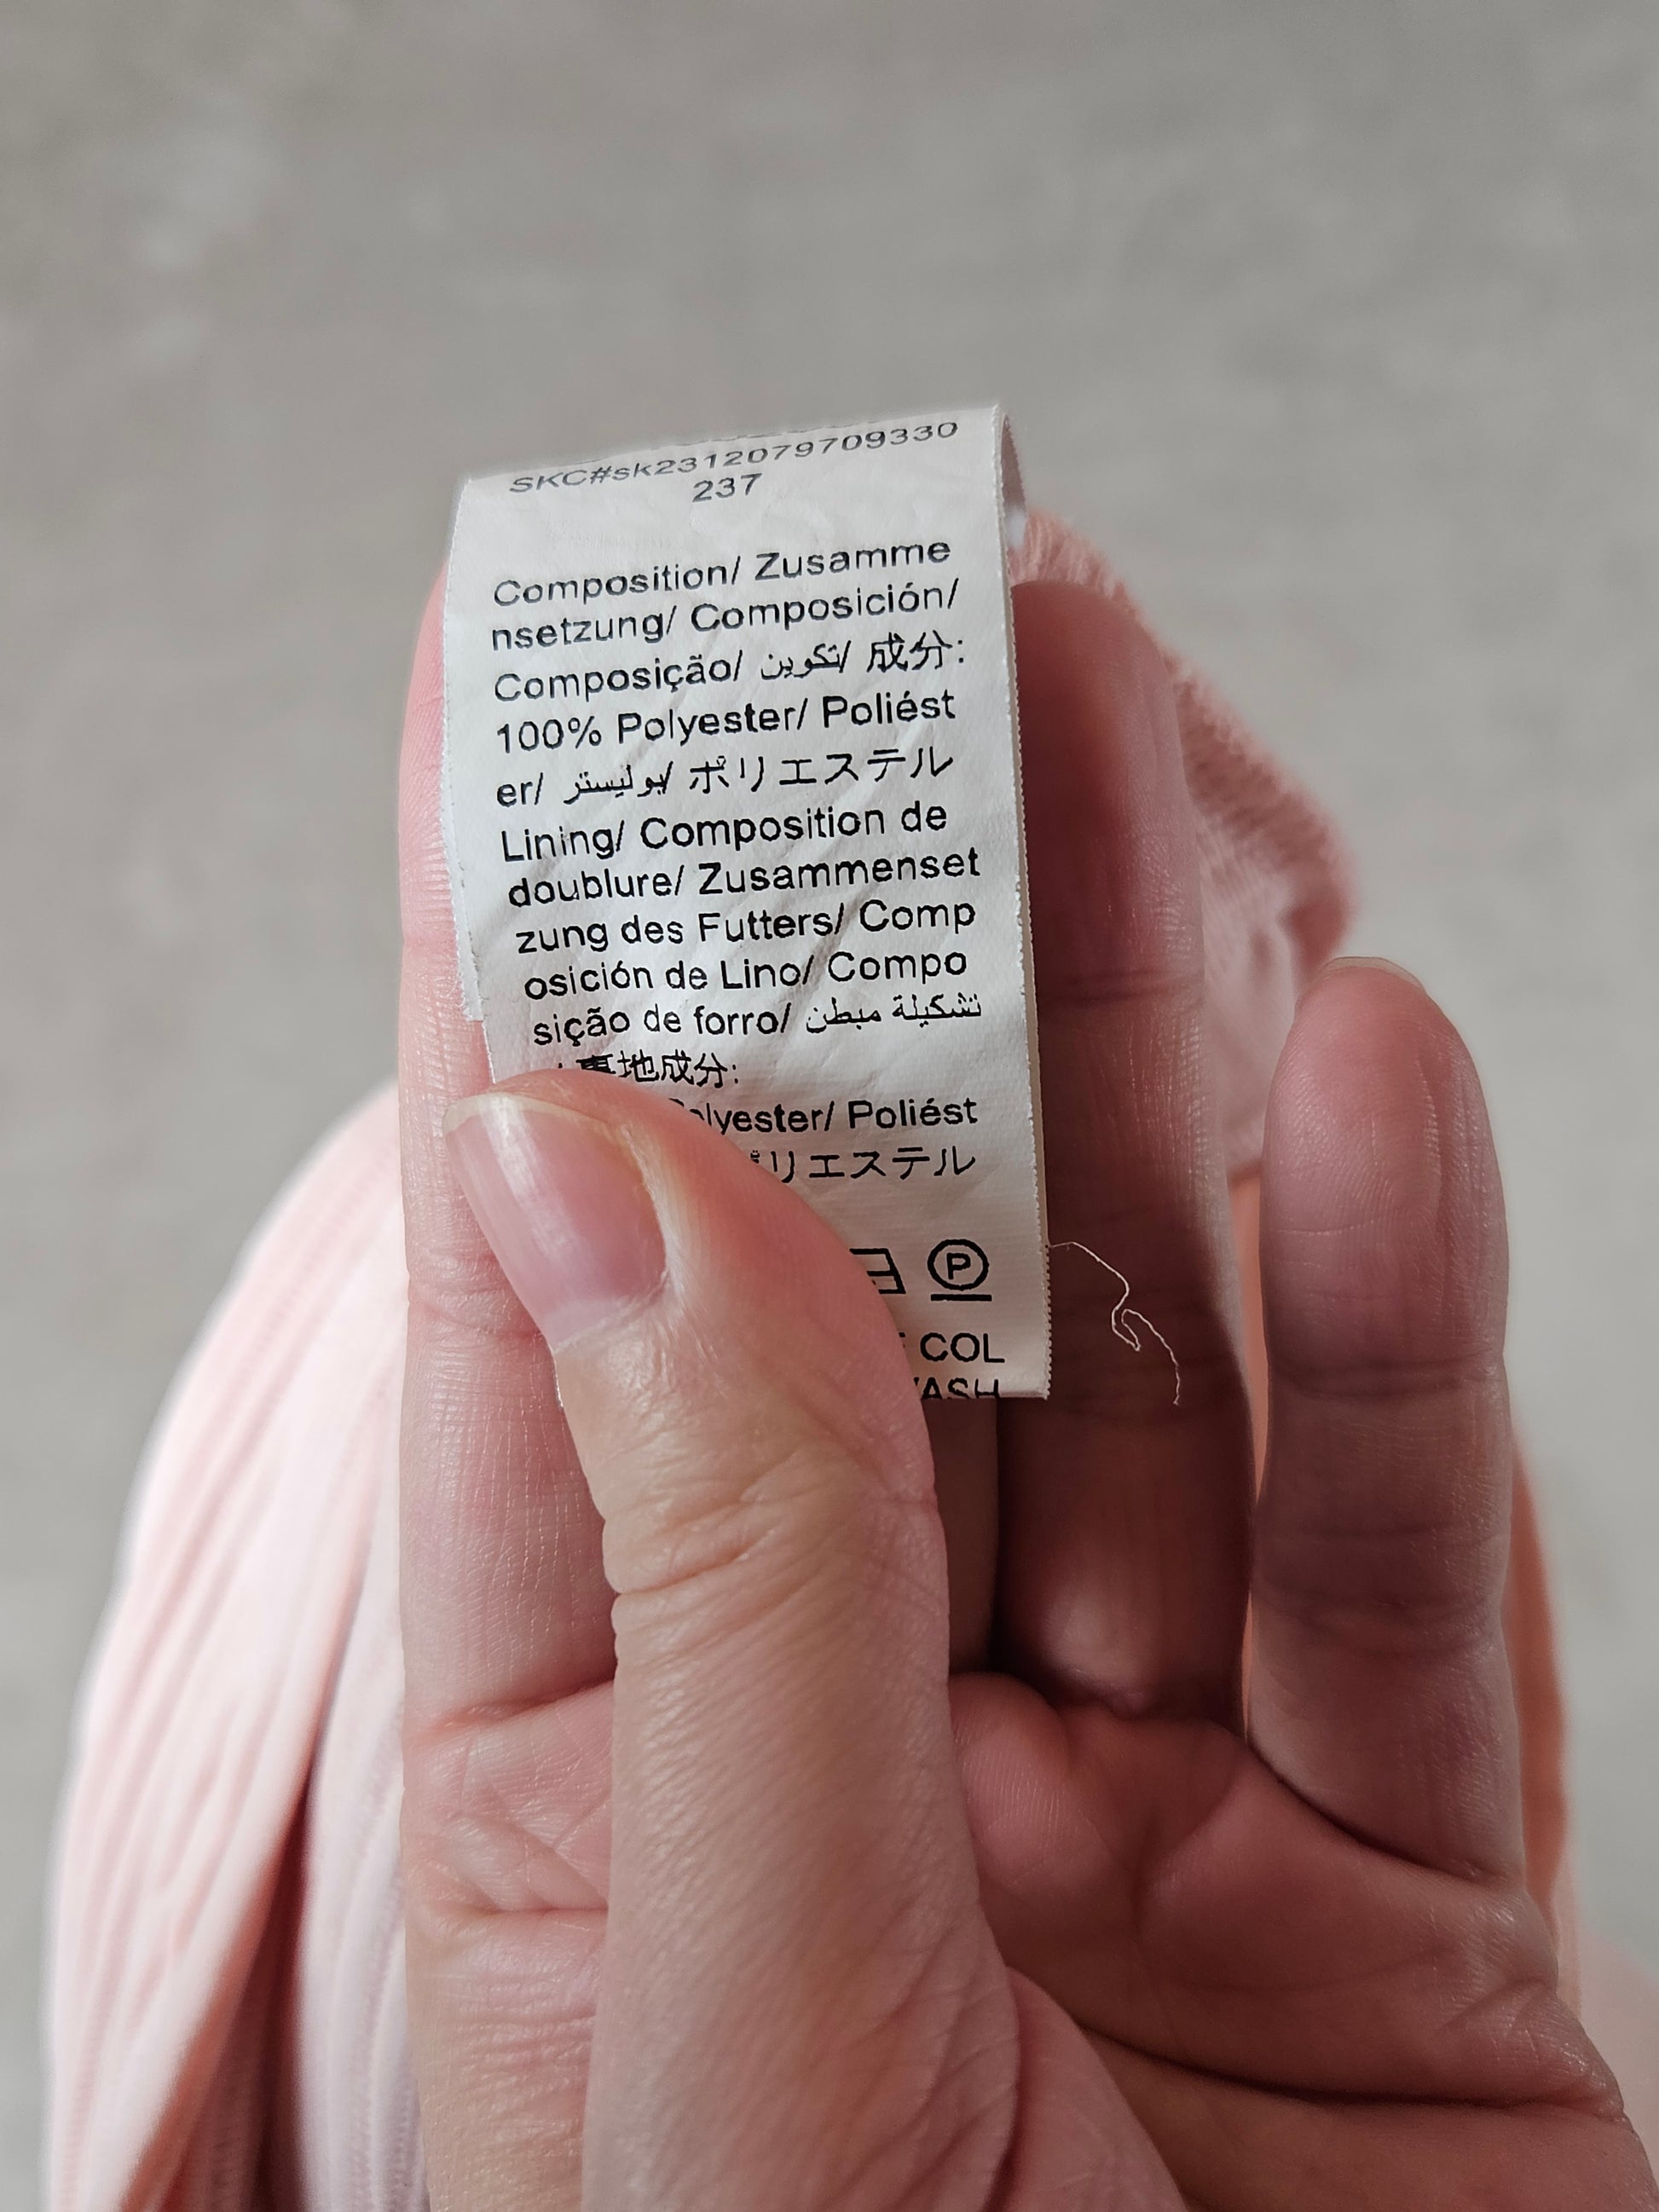 SKC#sk2312079709330
237
Composition/ Zusamme
nsetzung/ Composición/
Composição/ تكوين/ 成分:
100% Polyester/ Poliést
er/ بوليستر/ ポリエステル
Lining/ Composition de
doublure/ Zusammenset
zung des Futters/ Comp
osición de Lino/ Compo
sição de forro/ تشكيلة مبطن
地成分:
Poliést
リエステル
P
COL